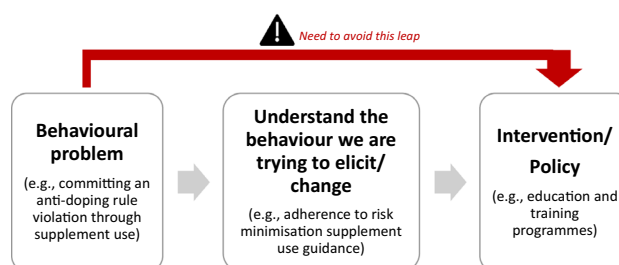 Need to avoid this leap
Behavioural
problem
(e.g., committing an
anti-doping rule
violation through
supplement use)
Understand the
behaviour we are
trying to elicit/
change
(e.g., adherence to risk
minimisation supplement
use guidance)
Intervention/
Policy
(e.g., education and
training
programmes)